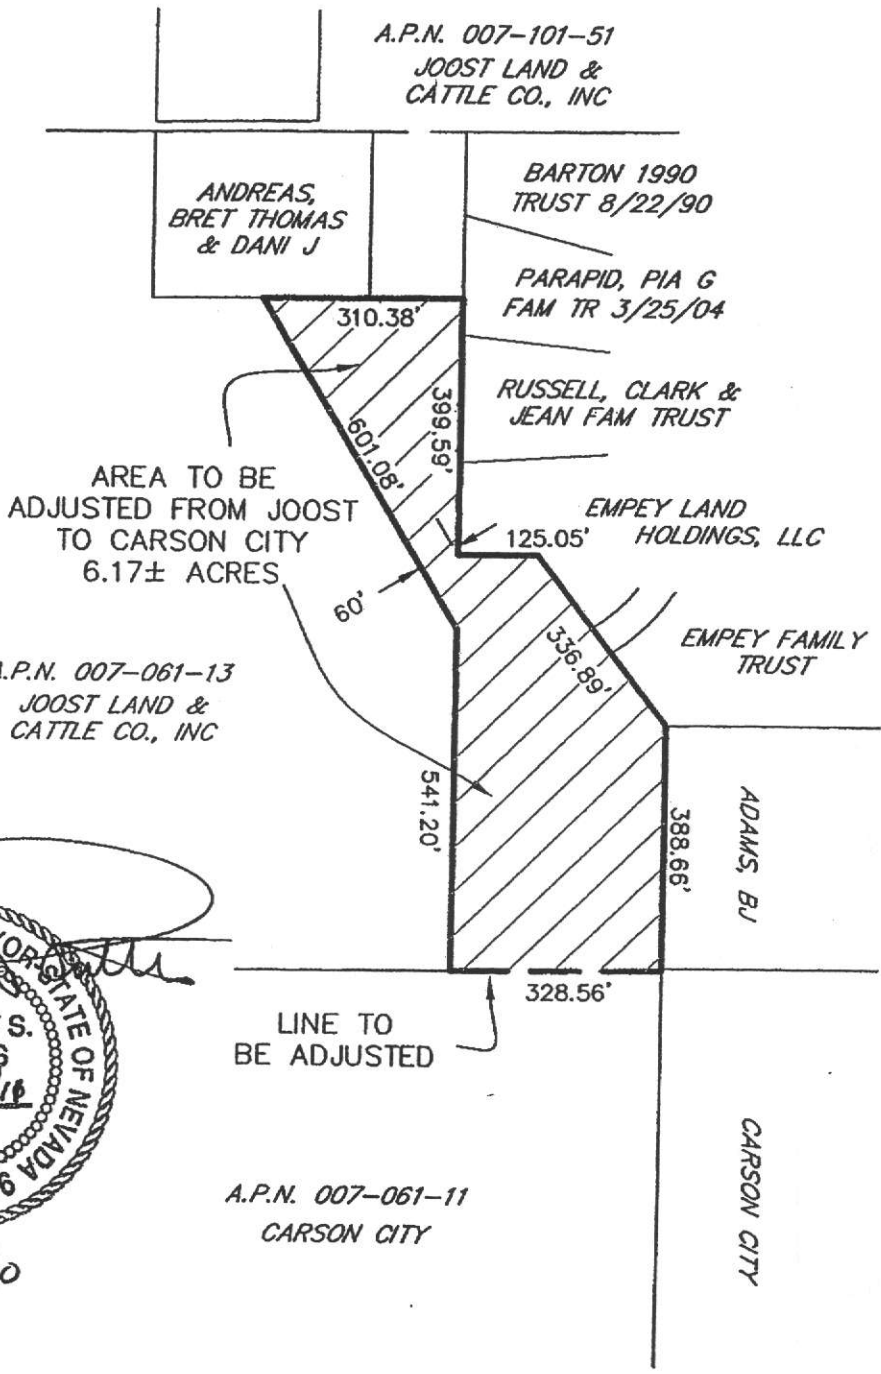 A.P.N. 007-101-51
JOOST LAND &
CATTLE CO., INC
ANDREAS,
BRET THOMAS
& DANI J
BARTON 1990
TRUST 8/22/90
PARAPID, PIA G
FAM TR 3/25/04
310.38'
RUSSELL, CLARK &
JEAN FAM TRUST
399.59'
601.08'
AREA TO BE
ADJUSTED FROM JOOST
TO CARSON CITY
6.17± ACRES
EMPEY LAND
HOLDINGS, LLC
125.05'
60'
336.89'
EMPEY FAMILY
TRUST
A.P.N. 007-061-13
JOOST LAND &
CATTLE CO., INC
541.20'
388.66'
ADAMS, BJ
328.56'
LINE TO
BE ADJUSTED
STATE OF NEVADA
S.
A.P.N. 007-061-11
CARSON CITY
CARSON CITY